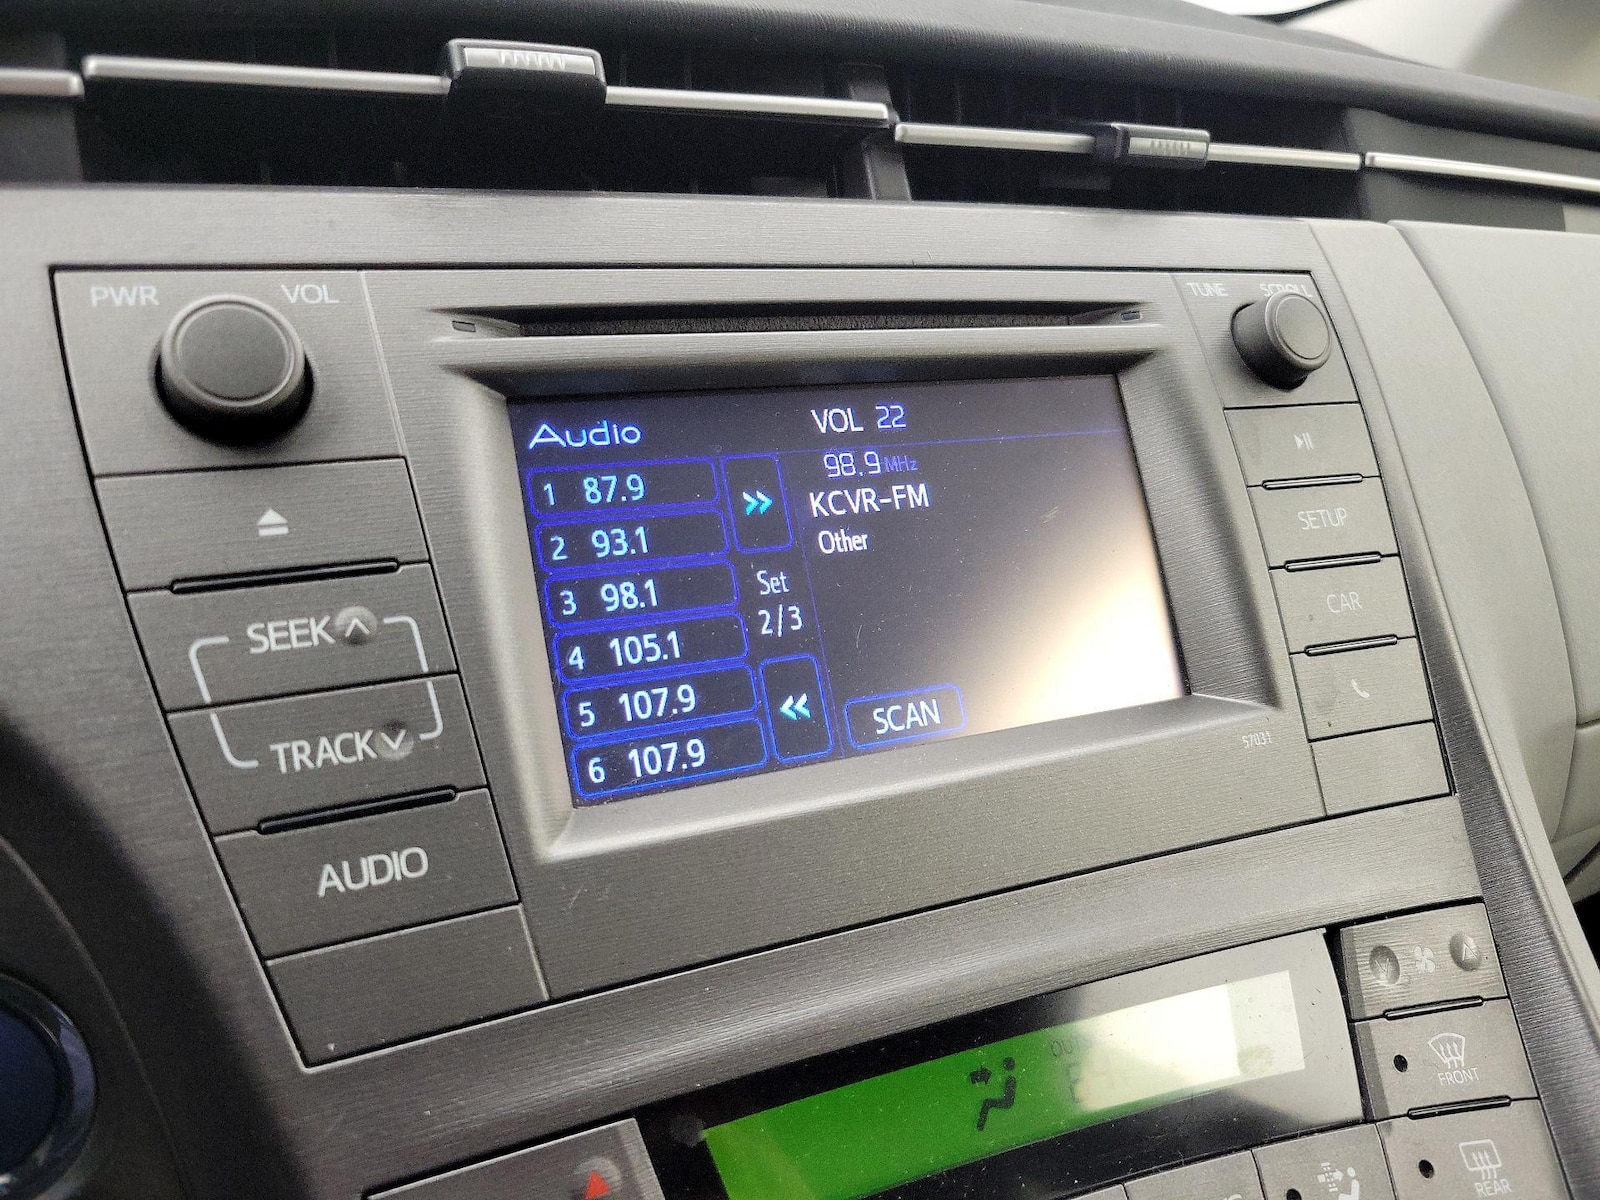 PWR VOL
TUNE SCROLL
Audio
VOL 22
1 87.9
2 93.1
3 98.1
4 105.1
5 107.9
6 107.9
Set
2/3
98.9 MHz
KCVR-FM
Other
SCAN
57031
SEEK
TRACK
AUDIO
SETUP
CAR
FRONT
REAR